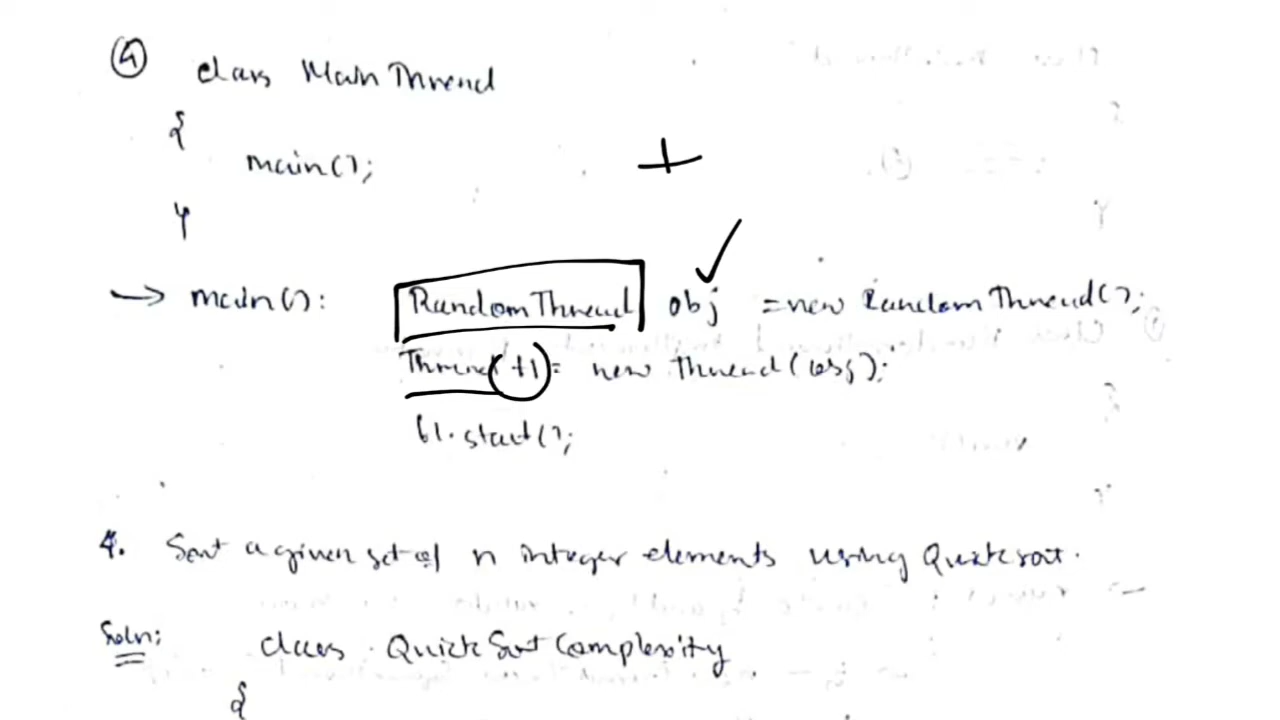 ④ class MainThread
{
main();
}
→ main(): RandomThread obj = new RandomThread();
Thread t1 = new Thread(obj);
t1.start();
4. Sort a given set of n integer elements using Quicksort.
Soln:
class QuickSortComplexity
{